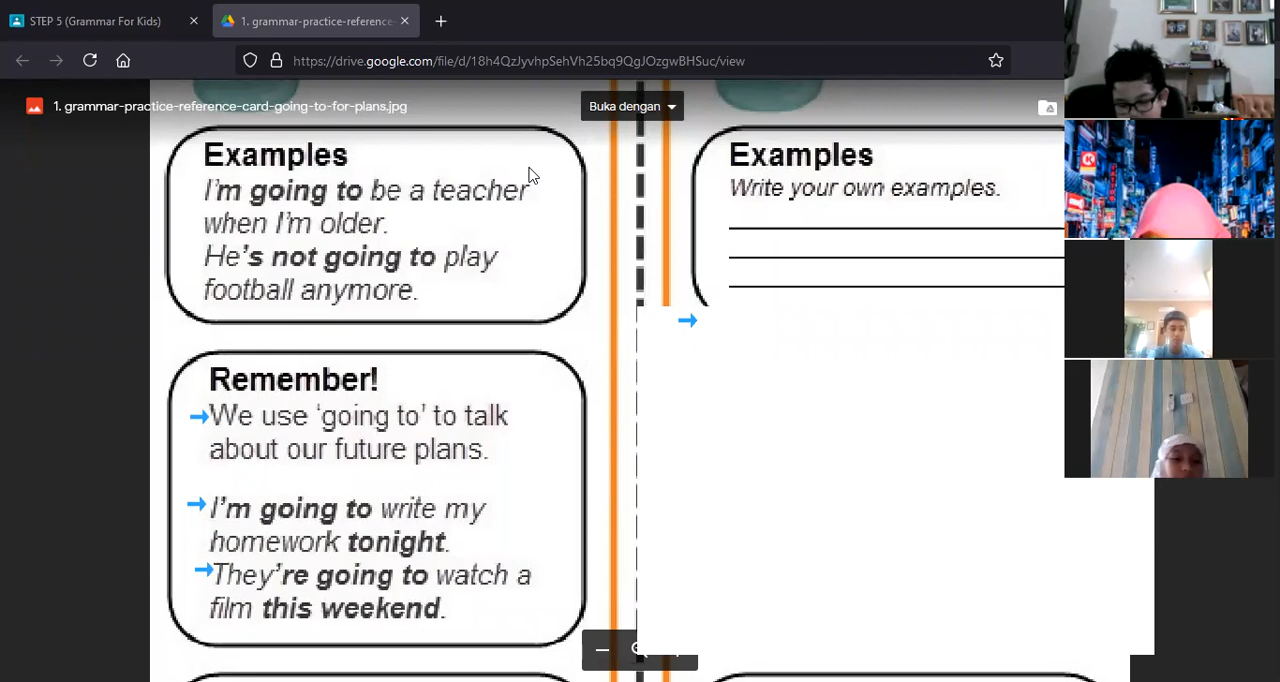 STEP 5 (Grammar For Kids)
1. grammar-practice-reference-
https://drive.google.com/file/d/18h4QzJyvhpSehVh25bq9QgJOzgwBHSuc/view
1. grammar-practice-reference-card-going-to-for-plans.jpg
Buka dengan
Examples
I'm going to be a teacher
when I'm older.
He's not going to play
football anymore.
Remember!
We use 'going to' to talk
about our future plans.
I'm going to write my
homework tonight.
They're going to watch a
film this weekend.
Examples
Write your own examples.